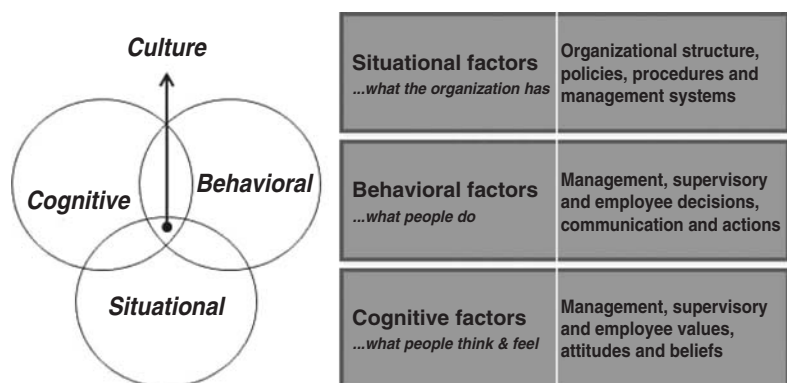 Culture
Cognitive
Behavioral
Situational
Situational factors
...what the organization has
Organizational structure,
policies, procedures and
management systems
Behavioral factors
...what people do
Management, supervisory
and employee decisions,
communication and actions
Cognitive factors
...what people think & feel
Management, supervisory
and employee values,
attitudes and beliefs